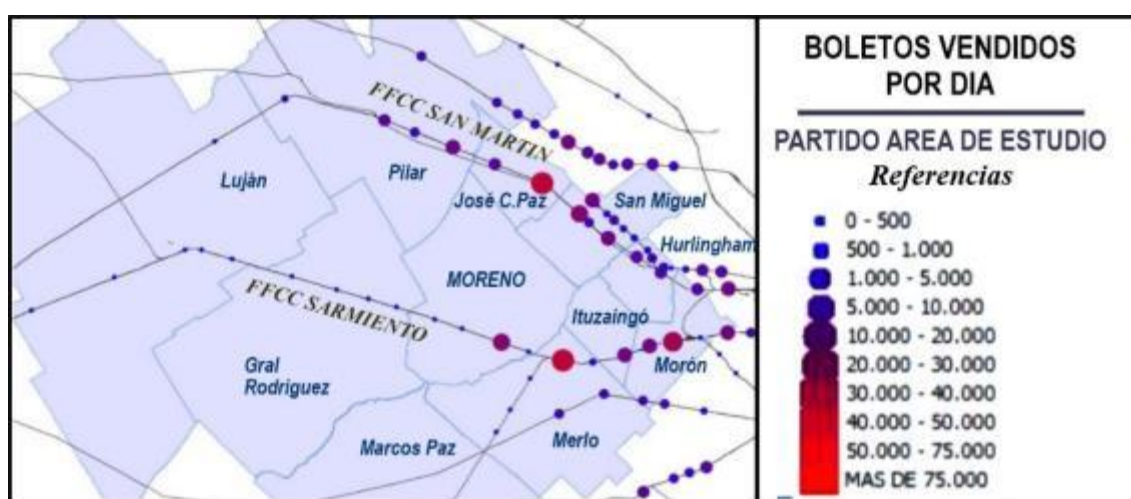 FFCC SAN MARTIN
Luján
Pilar
José C.Paz
San Miguel
Hurlingham
FFCC SARMIENTO
MORENO
Ituzaingó
Gral
Rodríguez
Morón
Marcos Paz
Merlo
BOLETOS VENDIDOS
POR DIA
PARTIDO AREA DE ESTUDIO
Referencias
0 - 500
500 - 1.000
1.000 - 5.000
5.000 - 10.000
10.000 - 20.000
20.000 - 30.000
30.000 - 40.000
40.000 - 50.000
50.000 - 75.000
MAS DE 75.000